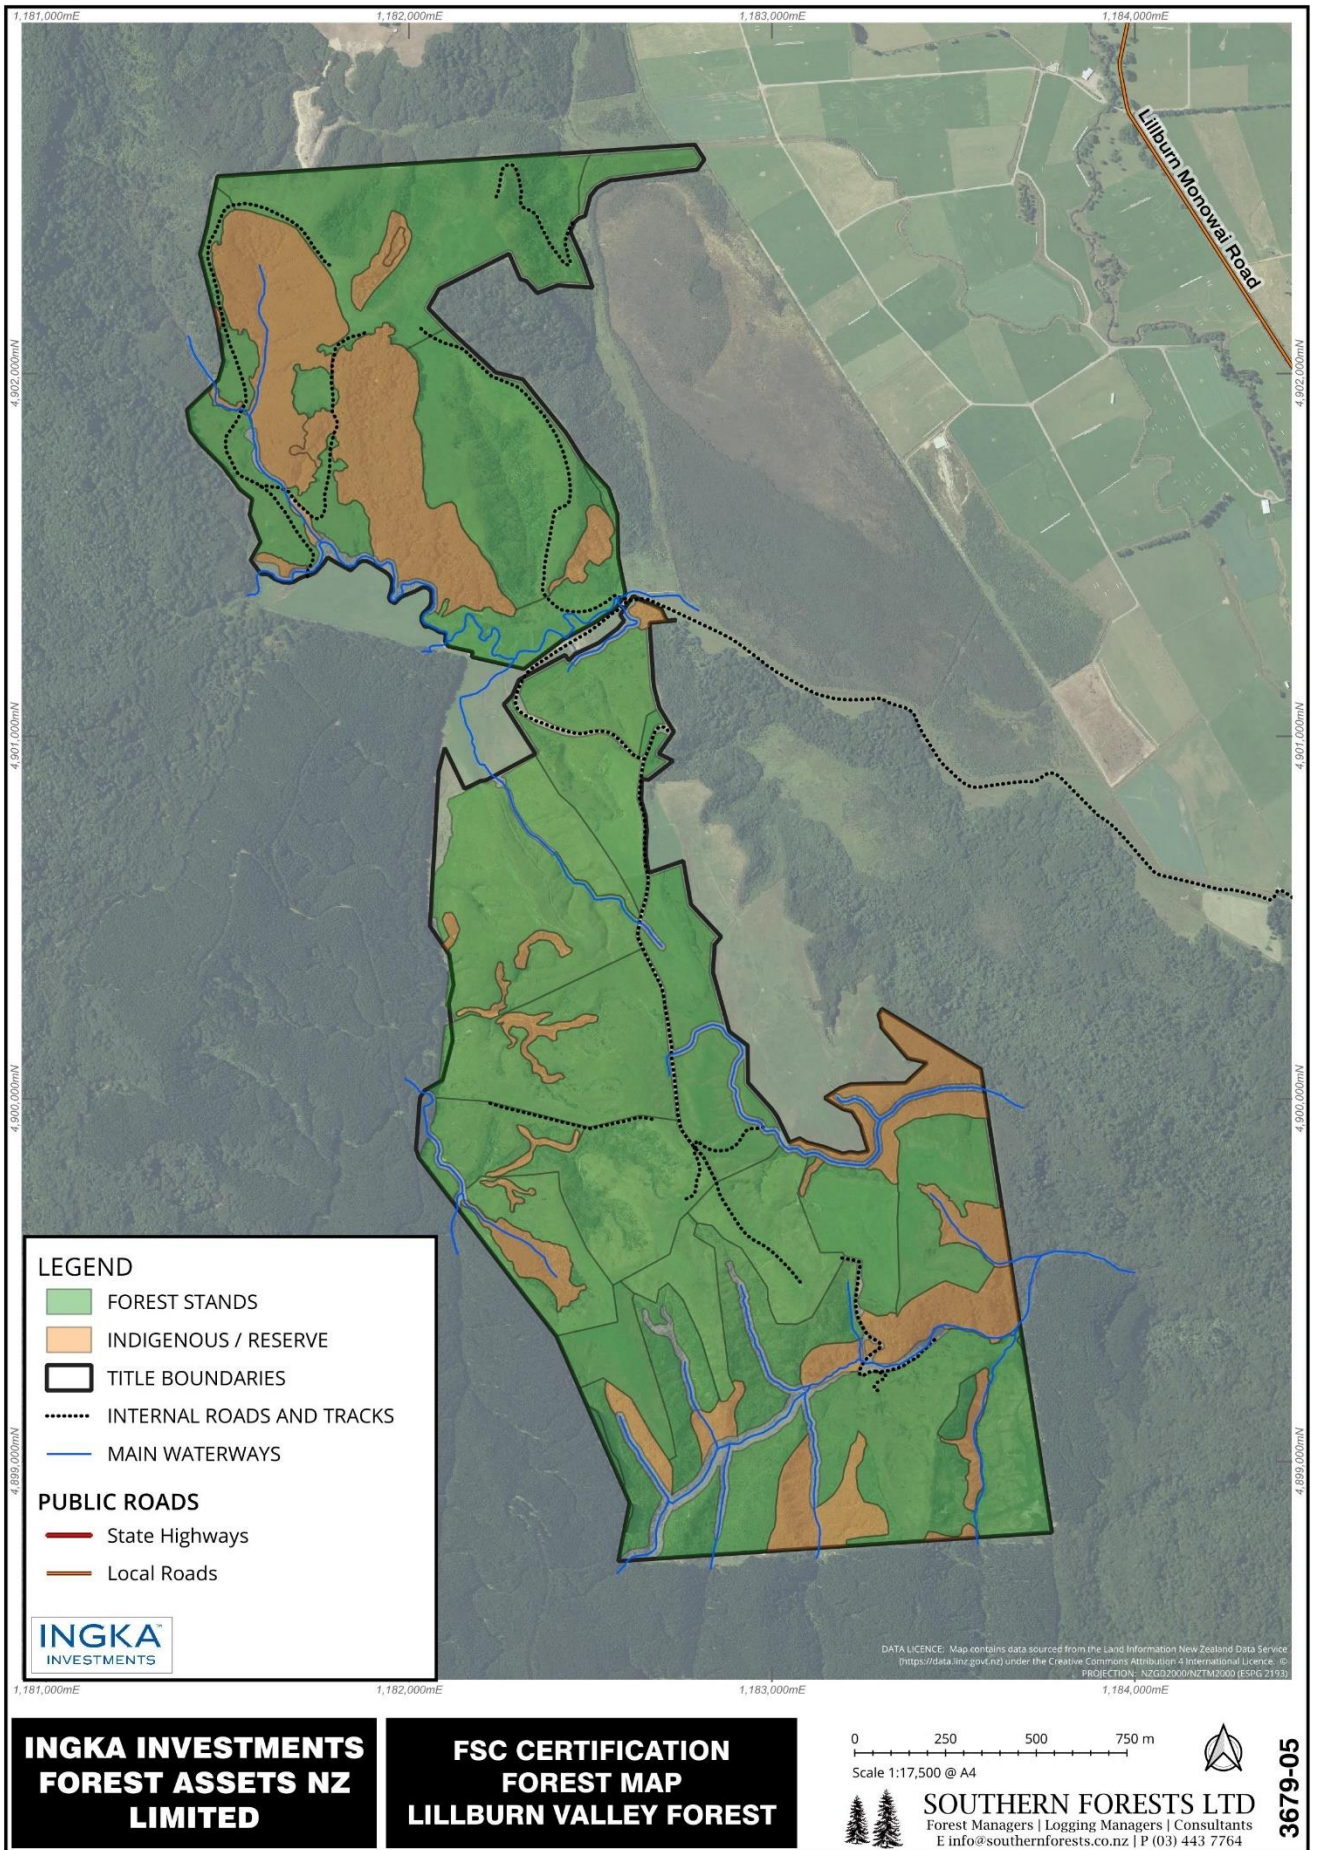 1,181,000mE
1,182,000mE
1,183,000mE
1,184,000mE
Lillburn Monowai Road
4,902,000mN
4,902,000mN
4,901,000mN
4,901,000mN
4,900,000mN
4,900,000mN
4,899,000mN
4,899,000mN
LEGEND
FOREST STANDS
INDIGENOUS / RESERVE
TITLE BOUNDARIES
INTERNAL ROADS AND TRACKS
MAIN WATERWAYS
PUBLIC ROADS
State Highways
Local Roads
INGKA™
INVESTMENTS
DATA LICENCE: Map contains data sourced from the Land Information New Zealand Data Service
(https://data.linz.govt.nz) under the Creative Commons Attribution 4 International Licence. ©
PROJECTION: NZGD2000/NZTM2000 (ESPG 2193)
1,181,000mE
1,182,000mE
1,183,000mE
1,184,000mE
INGKA INVESTMENTS
FOREST ASSETS NZ
LIMITED
FSC CERTIFICATION
FOREST MAP
LILLBURN VALLEY FOREST
0 250 500 750 m
Scale 1:17,500 @ A4
SOUTHERN FORESTS LTD
Forest Managers | Logging Managers | Consultants
E info@southernforests.co.nz | P (03) 443 7764
3679-05